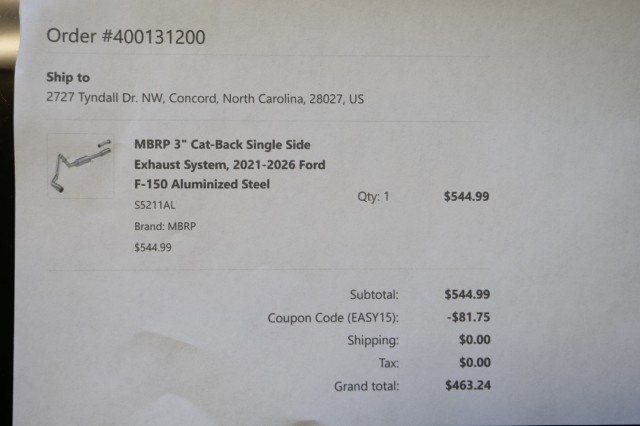 Order #400131200
Ship to
2727 Tyndall Dr. NW, Concord, North Carolina, 28027, US
MBRP 3" Cat-Back Single Side
Exhaust System, 2021-2026 Ford
F-150 Aluminized Steel
S5211AL
Brand: MBRP
$544.99
Qty: 1 $544.99
Subtotal: $544.99
Coupon Code (EASY15): -$81.75
Shipping: $0.00
Tax: $0.00
Grand total: $463.24